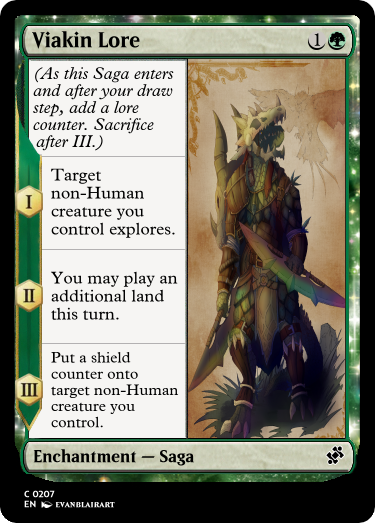 Viakin Lore 1
(As this Saga enters
and after your draw
step, add a lore
counter. Sacrifice
after III.)
I
Target
non-Human
creature you
control explores.
II
You may play an
additional land
this turn.
III
Put a shield
counter onto
target non-Human
creature you
control.
Enchantment — Saga
C 0207
EN EVANBLAIRART